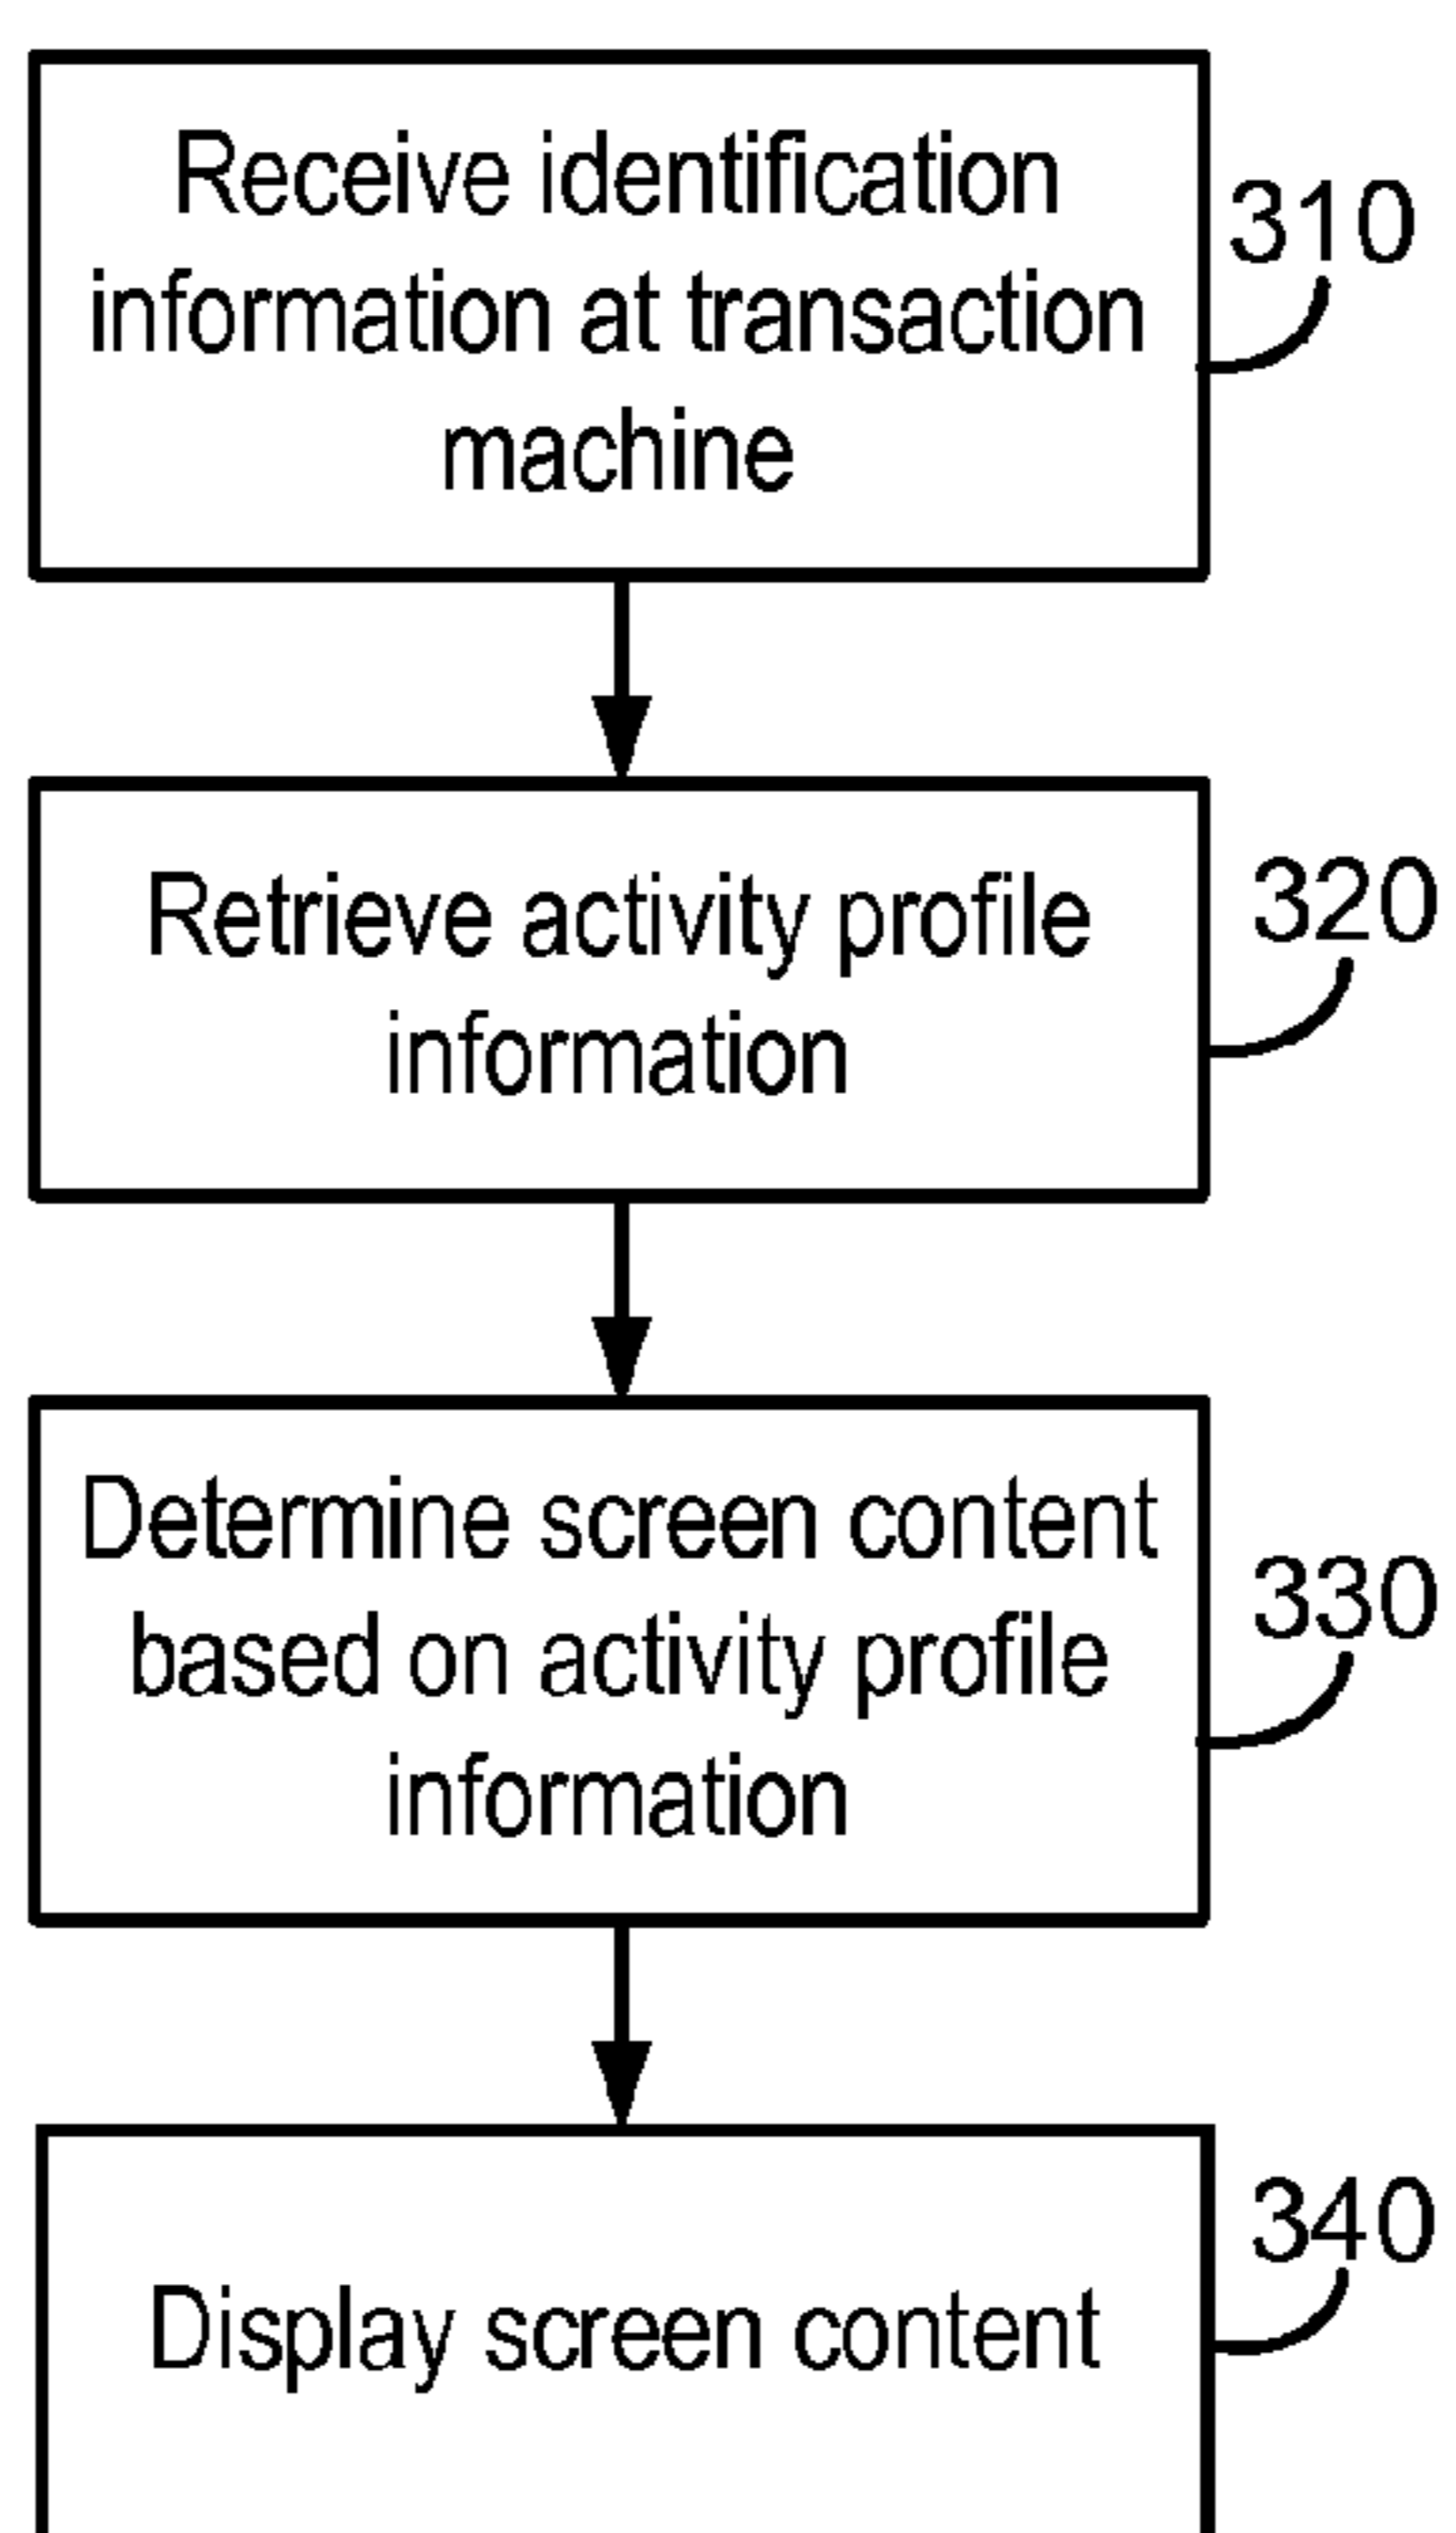 Receive identification
information at transaction
machine
310
Retrieve activity profile
information
320
Determine screen content
based on activity profile
information
330
Display screen content
340